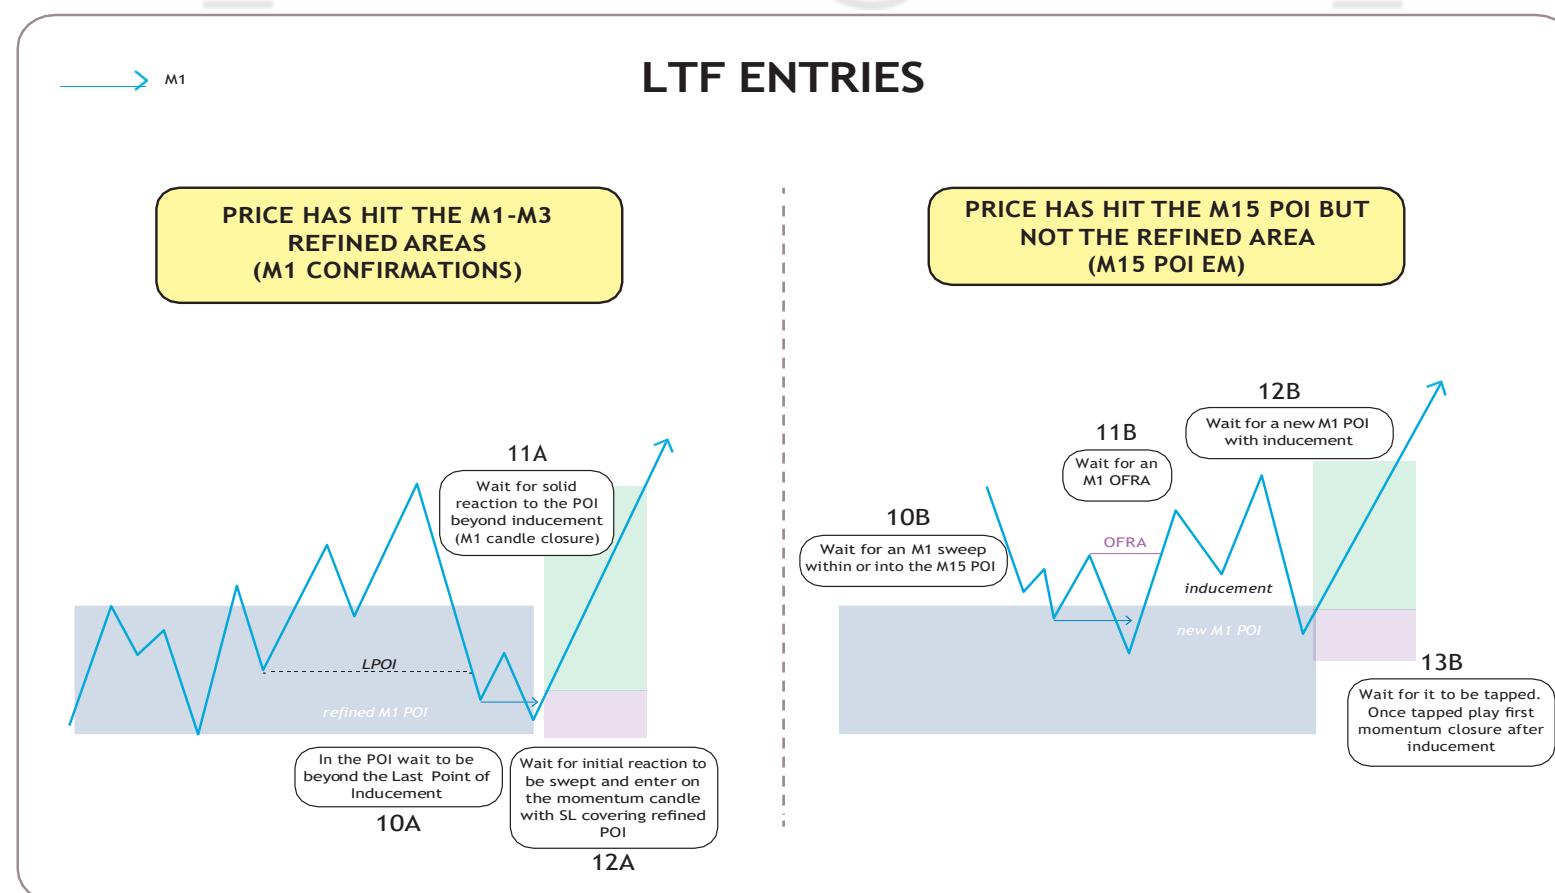 M1
LTF ENTRIES
PRICE HAS HIT THE M1-M3
REFINED AREAS
(M1 CONFIRMATIONS)
11A
Wait for solid
reaction to the POI
beyond inducement
(M1 candle closure)
LPOI
refined M1 POI
In the POI wait to be
beyond the Last Point of
Inducement
10A
Wait for initial reaction to
be swept and enter on
the momentum candle
with SL covering refined
POI
12A
PRICE HAS HIT THE M15 POI BUT
NOT THE REFINED AREA
(M15 POI EM)
10B
Wait for an M1 sweep
within or into the M15 POI
11B
Wait for an
M1 OFRA
OFRA
12B
Wait for a new M1 POI
with inducement
inducement
new M1 POI
13B
Wait for it to be tapped.
Once tapped play first
momentum closure after
inducement